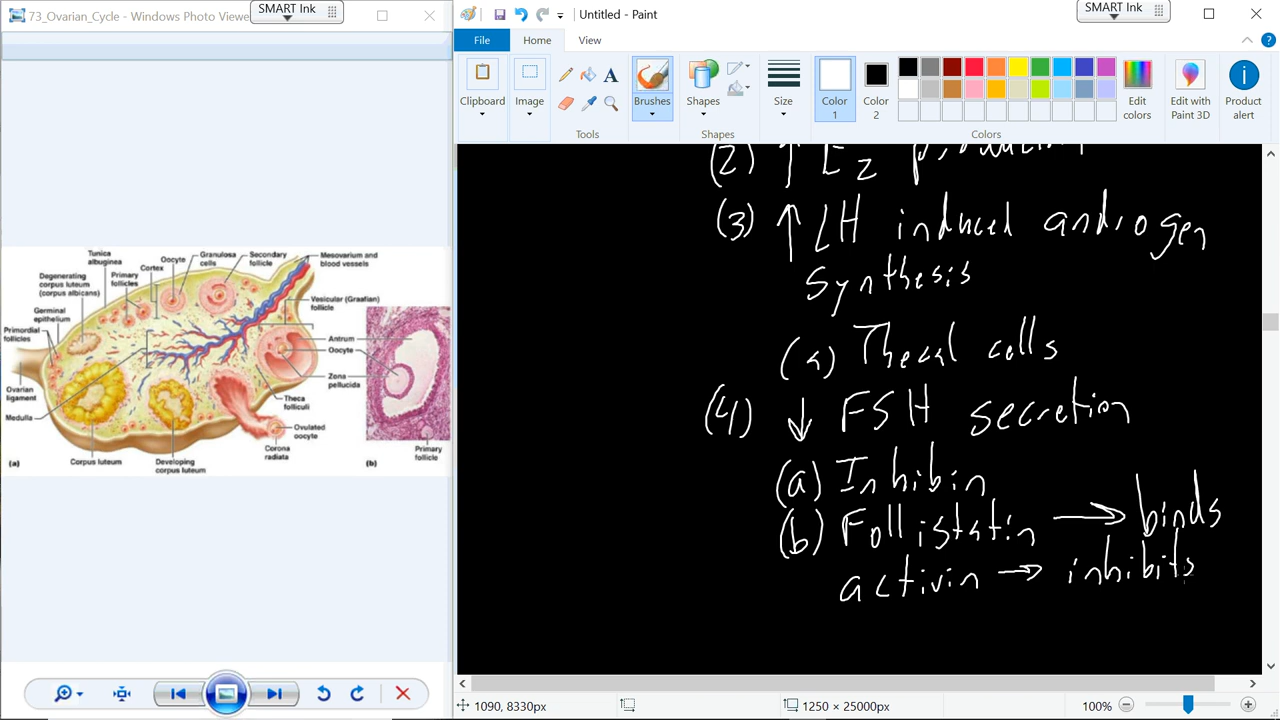 73_Ovarian_Cycle - Windows Photo Viewe
SMART Ink
Untitled - Paint
SMART Ink
File
Home
View
Clipboard
Image
Tools
Brushes
Shapes
Shapes
Size
Color
1
Color
2
Colors
Edit
colors
Edit with
Paint 3D
Product
alert
Tunica
albuginea
Oocyte
Granulosa
cells
Secondary
follicle
Mesovarium and
blood vessels
Cortex
Primary
follicles
Degenerating
corpus luteum
(corpus albicans)
Germinal
epithelium
Primordial
follicles
Vesicular (Graafian)
follicle
Antrum
Oocyte
Zona
pellucida
Ovarian
ligament
Medulla
Theca
folliculi
Ovulated
oocyte
Corona
radiata
Primary
follicle
(a)
Corpus luteum
Developing
corpus luteum
(b)
(2) ↑ E2 production
(3) ↑ LH induced androgen
synthesis
(a) Thecal cells
(4) ↓ FSH secretion
(a) Inhibin
(b) Follistatin → binds
activin → inhibits
1090, 8330px
1250 × 25000px
100%